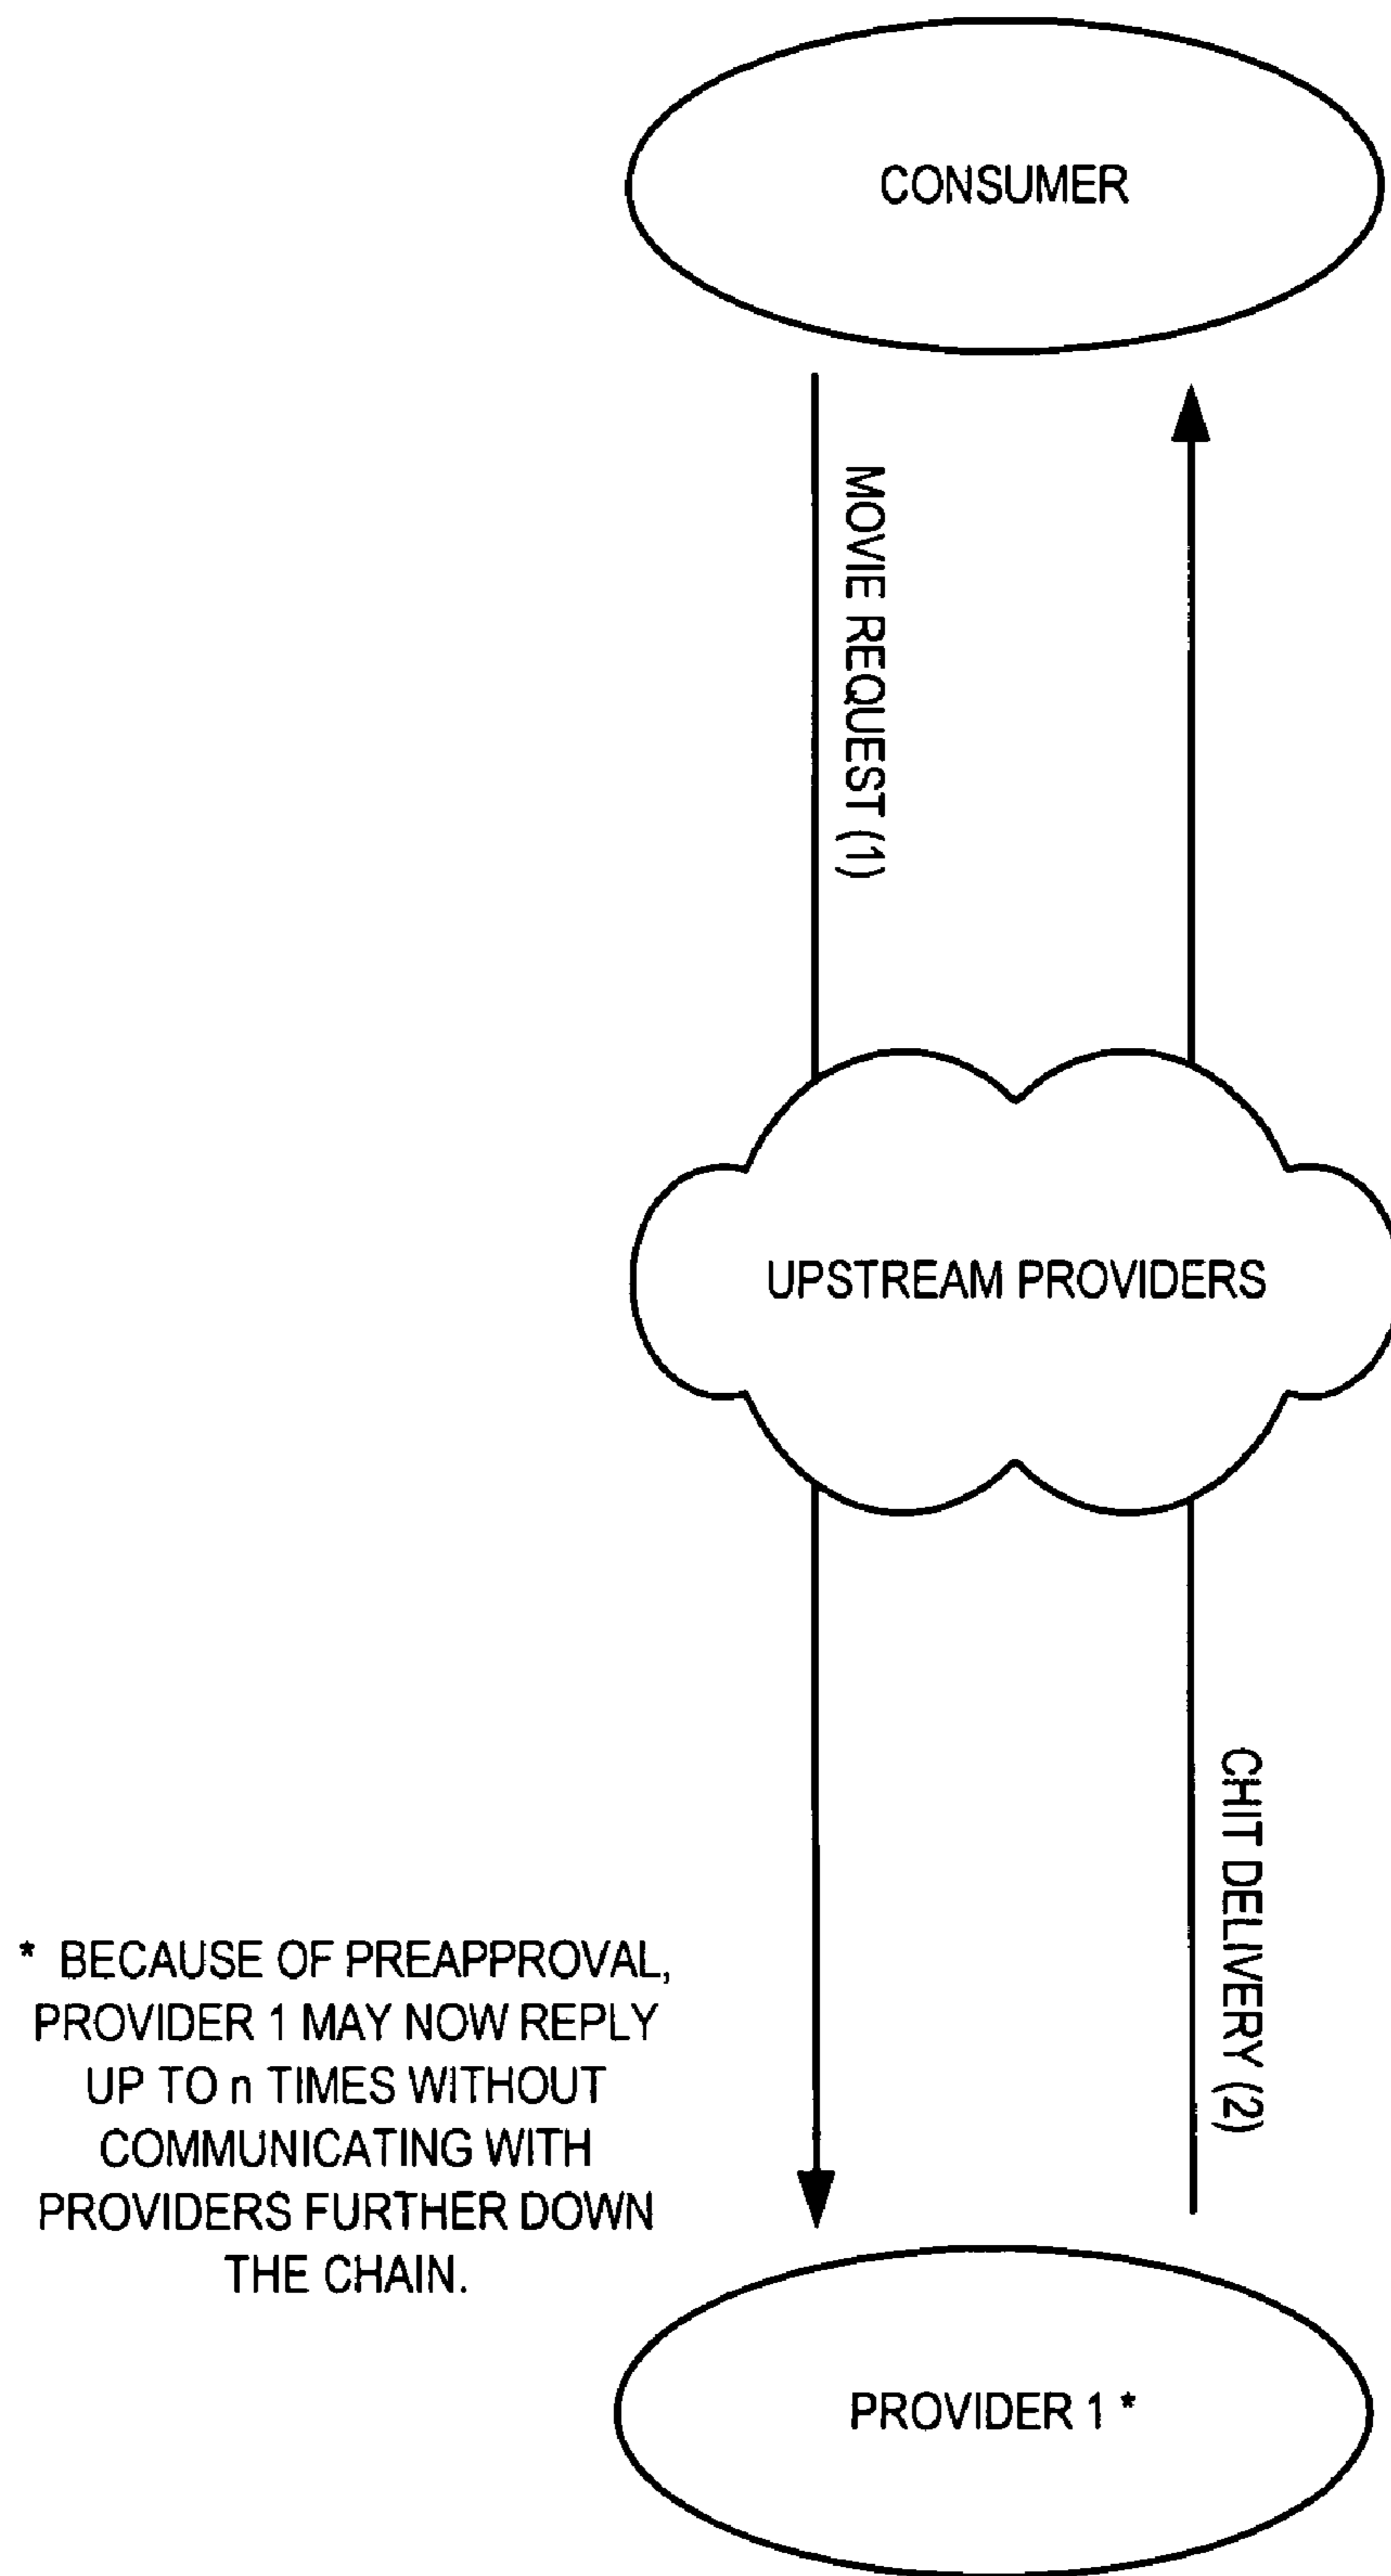 CONSUMER
MOVIE REQUEST (1)
UPSTREAM PROVIDERS
CHIT DELIVERY (2)
* BECAUSE OF PREAPPROVAL,
PROVIDER 1 MAY NOW REPLY
UP TO n TIMES WITHOUT
COMMUNICATING WITH
PROVIDERS FURTHER DOWN
THE CHAIN.
PROVIDER 1 *